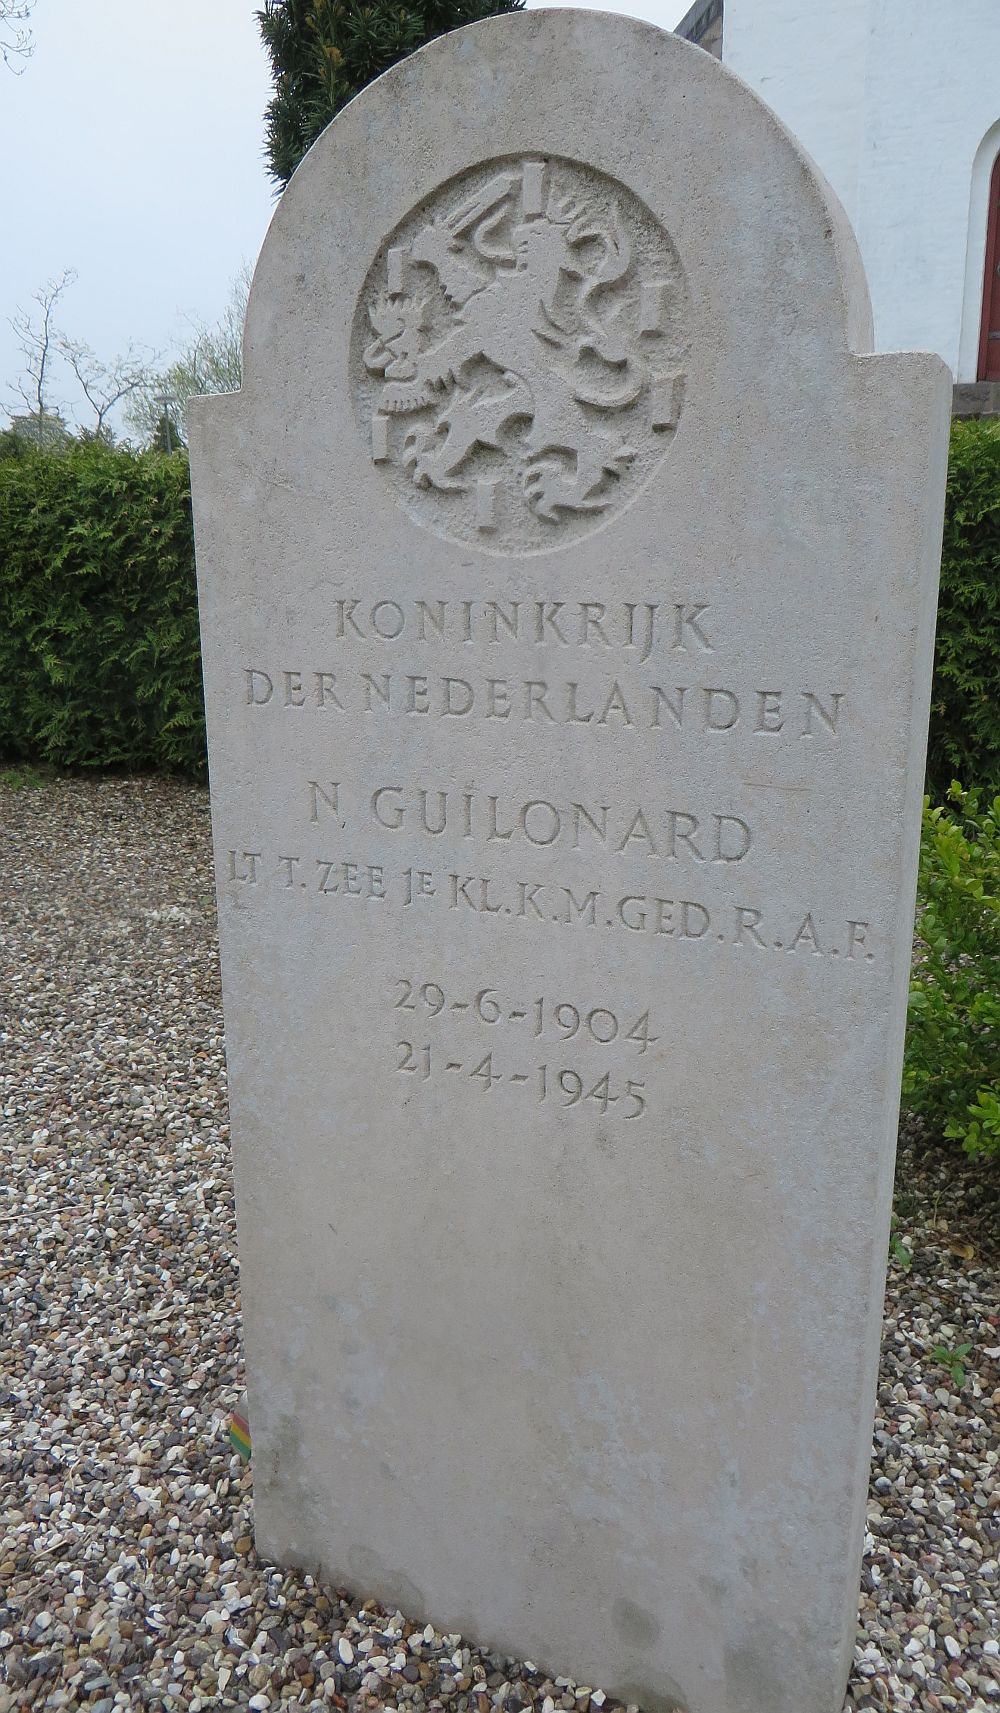 KONINKRIJK
DER NEDERLANDEN
N. GUILONARD
LT T. ZEE 1E KL. K.M. GED. R.A.F.
29-6-1904
21-4-1945